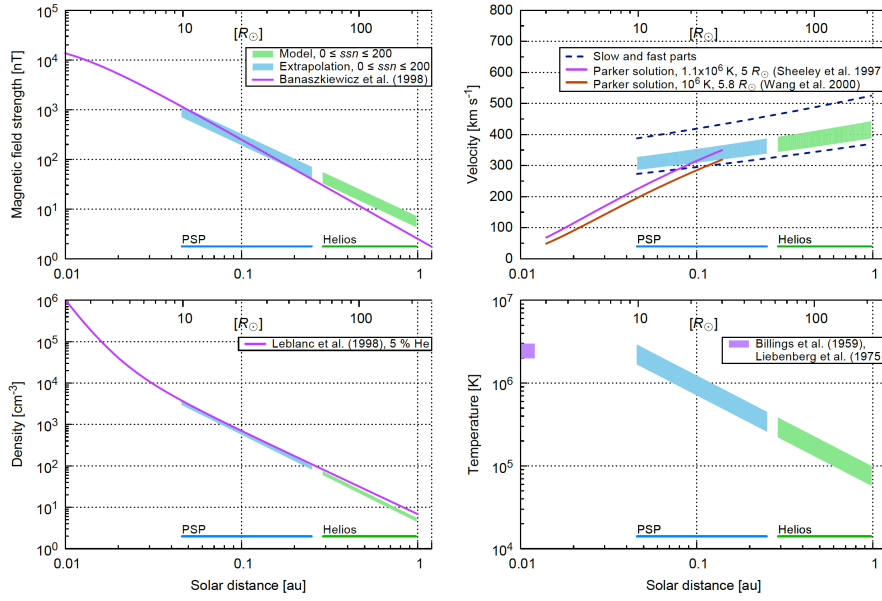 10 100
[R☉]
Magnetic field strength [nT]
10⁵
10⁴
10³
10²
10¹
10⁰
Model, 0 ≤ ssn ≤ 200
Extrapolation, 0 ≤ ssn ≤ 200
Banaszkiewicz et al. (1998)
PSP Helios
0.01 0.1 1
10 100
[R☉]
Velocity [km s⁻¹]
800
700
600
500
400
300
200
100
0
Slow and fast parts
Parker solution, 1.1x10⁶ K, 5 R☉ (Sheeley et al. 1997
Parker solution, 10⁶ K, 5.8 R☉ (Wang et al. 2000)
PSP Helios
0.01 0.1 1
10 100
[R☉]
Density [cm⁻³]
10⁶
10⁵
10⁴
10³
10²
10¹
10⁰
Leblanc et al. (1998), 5 % He
PSP Helios
0.01 0.1 1
Solar distance [au]
10 100
[R☉]
Temperature [K]
10⁷
10⁶
10⁵
10⁴
Billings et al. (1959),
Liebenberg et al. (1975
PSP Helios
0.01 0.1 1
Solar distance [au]